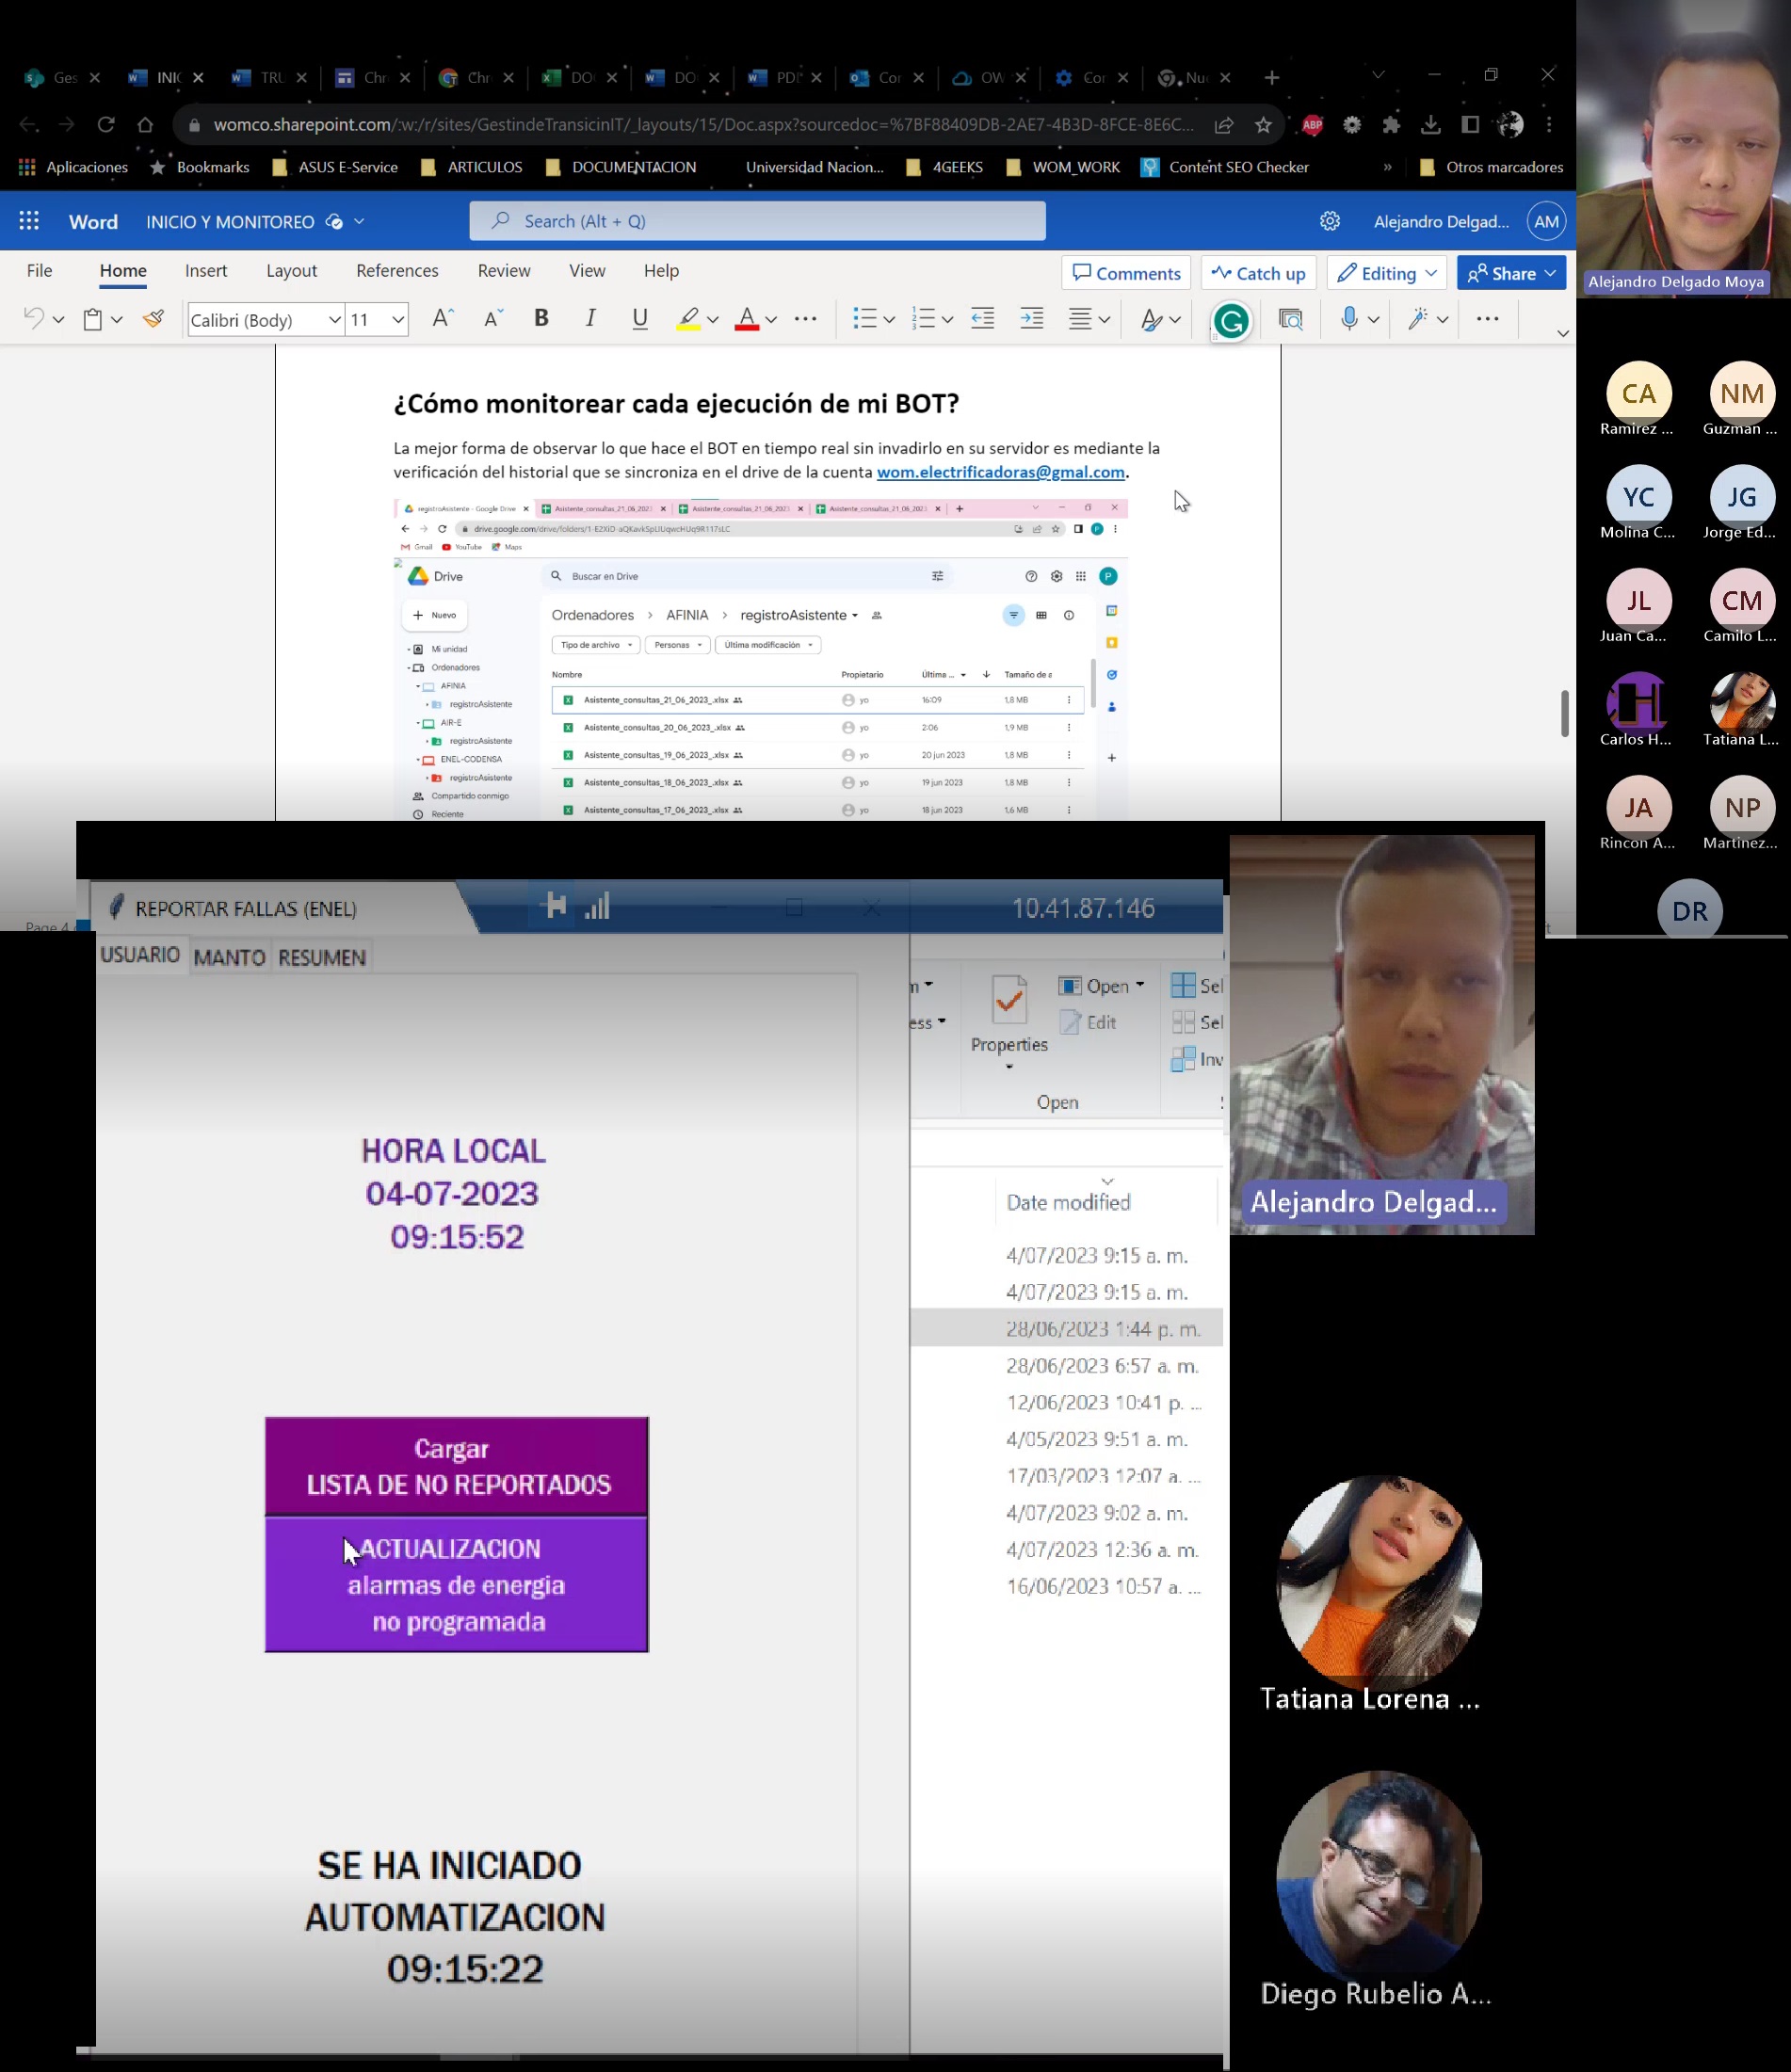 Ges
INI
TRU
Chr
Chr
DO
DO
PDF
Cor
OW
Cor
Nu
womco.sharepoint.com/:w:/r/sites/GestindeTransicinIT/_layouts/15/Doc.aspx?sourcedoc=%7BF88409DB-2AE7-4B3D-8FCE-8E6C...
ABP
Aplicaciones Bookmarks ASUS E-Service ARTICULOS DOCUMENTACION Universidad Nacion... 4GEEKS WOM_WORK Content SEO Checker » Otros marcadores
Word INICIO Y MONITOREO Search (Alt + Q) Alejandro Delgad... AM
File Home Insert Layout References Review View Help Comments Catch up Editing Share
Calibri (Body) 11
Alejandro Delgado Moya
¿Cómo monitorear cada ejecución de mi BOT?
La mejor forma de observar lo que hace el BOT en tiempo real sin invadirlo en su servidor es mediante la
verificación del historial que se sincroniza en el drive de la cuenta wom.electrificadoras@gmal.com.
registroAsistente - Google Drive Asistente_consultas_21_06_2023 Asistente_consultas_21_06_2023 Asistente_consultas_21_06_2023
Gmail YouTube Maps
Drive Buscar en Drive P
Nuevo
Ordenadores > AFINIA > registroAsistente
Tipo de archivo Personas Última modificación
Mi unidad
Ordenadores
AFINIA
registroAsistente
AIR-E
registroAsistente
ENEL-CODENSA
registroAsistente
Compartido conmigo
Reciente
Nombre Propietario Última ... Tamaño de a
Asistente_consultas_21_06_2023_.xlsx yo 16:09 1,8 MB
Asistente_consultas_20_06_2023_.xlsx yo 2:06 1,9 MB
Asistente_consultas_19_06_2023_.xlsx yo 20 jun 2023 1,8 MB
Asistente_consultas_18_06_2023_.xlsx yo 19 jun 2023 1,8 MB
Asistente_consultas_17_06_2023_.xlsx yo 18 jun 2023 1,6 MB
CA NM
Ramirez ... Guzman ...
YC JG
Molina C... Jorge Ed...
JL CM
Juan Ca... Camilo L...
Carlos H... Tatiana L...
JA NP
Rincon A... Martinez...
DR
Page 4
REPORTAR FALLAS (ENEL) 10.41.87.146
USUARIO MANTO RESUMEN
HORA LOCAL
04-07-2023
09:15:52
Cargar
LISTA DE NO REPORTADOS
ACTUALIZACION
alarmas de energia
no programada
SE HA INICIADO
AUTOMATIZACION
09:15:22
Open Sel
Edit Sel
Properties Inv
Open
Date modified
4/07/2023 9:15 a. m.
4/07/2023 9:15 a. m.
28/06/2023 1:44 p. m.
28/06/2023 6:57 a. m.
12/06/2023 10:41 p. ...
4/05/2023 9:51 a. m.
17/03/2023 12:07 a. ...
4/07/2023 9:02 a. m.
4/07/2023 12:36 a. m.
16/06/2023 10:57 a. ...
Alejandro Delgad...
Tatiana Lorena ...
Diego Rubelio A...